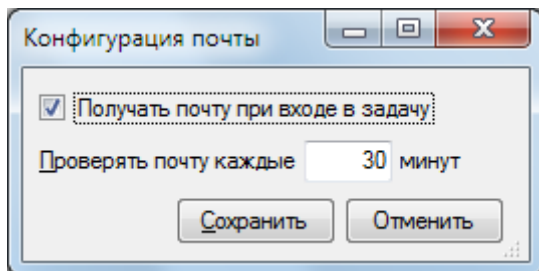 Конфигурация почты
Получать почту при входе в задачу
Проверять почту каждые 30 минут
Сохранить Отменить